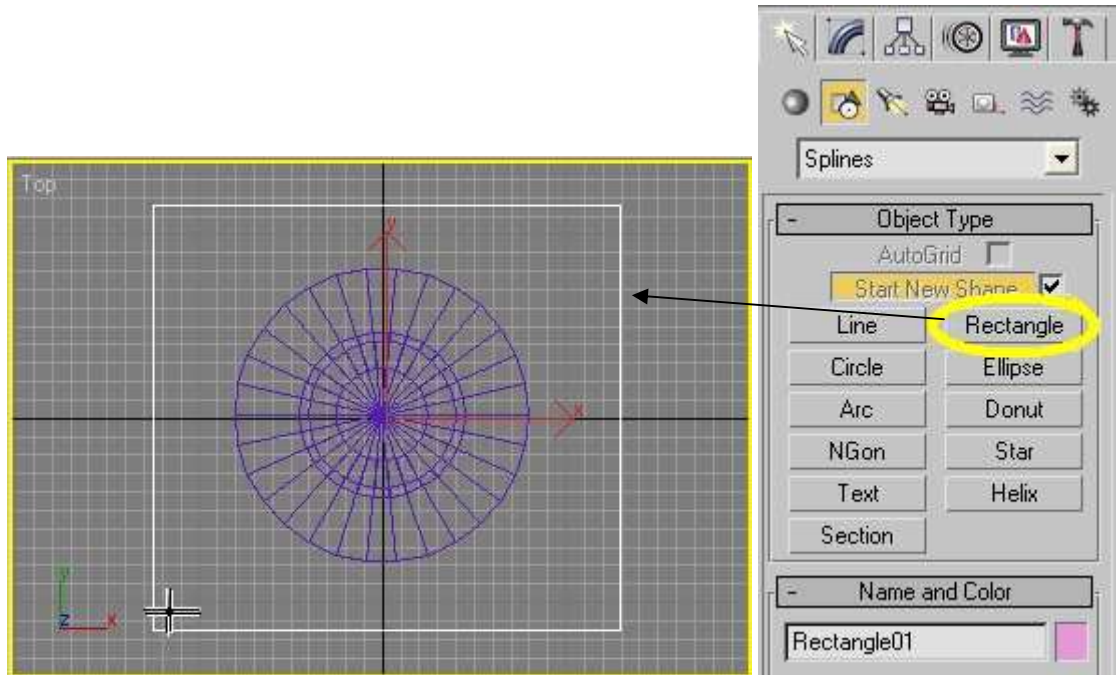 Top
y
x
y
z x
Splines
- Object Type
AutoGrid
Start New Shape
Line Rectangle
Circle Ellipse
Arc Donut
NGon Star
Text Helix
Section
- Name and Color
Rectangle01